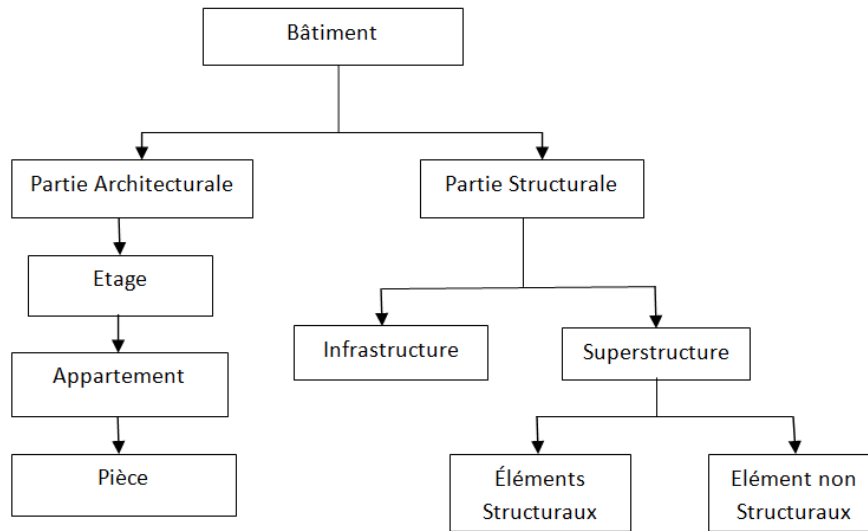 Bâtiment
Partie Architecturale
Partie Structurale
Etage
Infrastructure
Superstructure
Appartement
Pièce
Éléments
Structuraux
Elément non
Structuraux